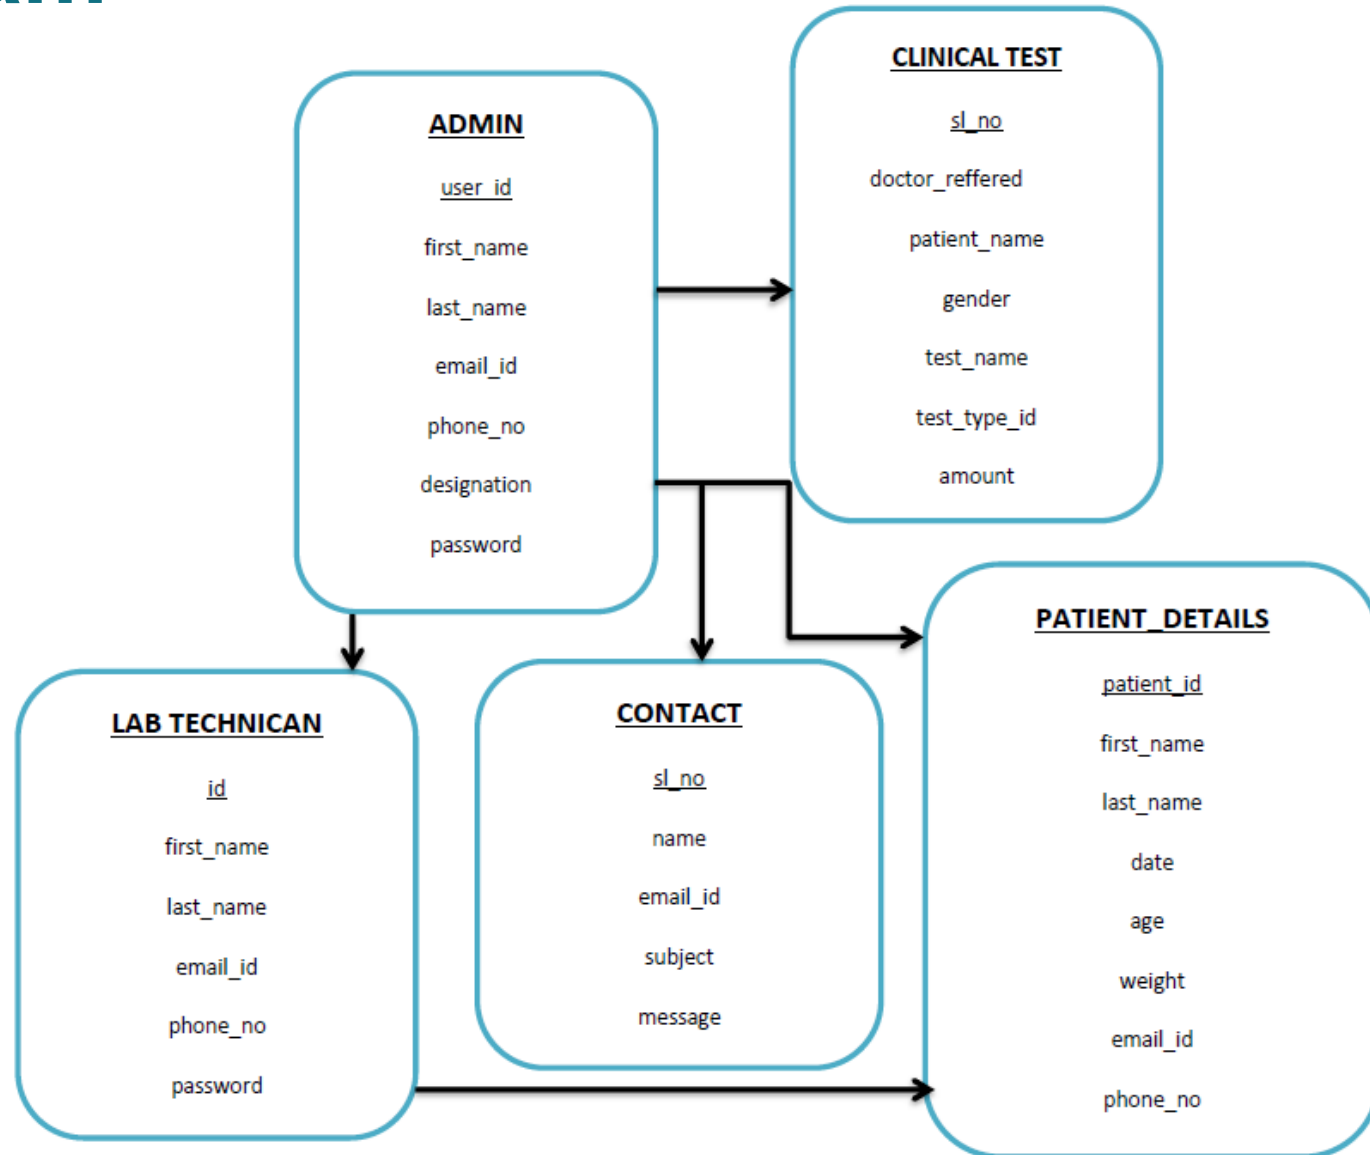 ADMIN
user_id
first_name
last_name
email_id
phone_no
designation
password
CLINICAL TEST
sl_no
doctor_reffered
patient_name
gender
test_name
test_type_id
amount
LAB TECHNICAN
id
first_name
last_name
email_id
phone_no
password
CONTACT
sl_no
name
email_id
subject
message
PATIENT_DETAILS
patient_id
first_name
last_name
date
age
weight
email_id
phone_no